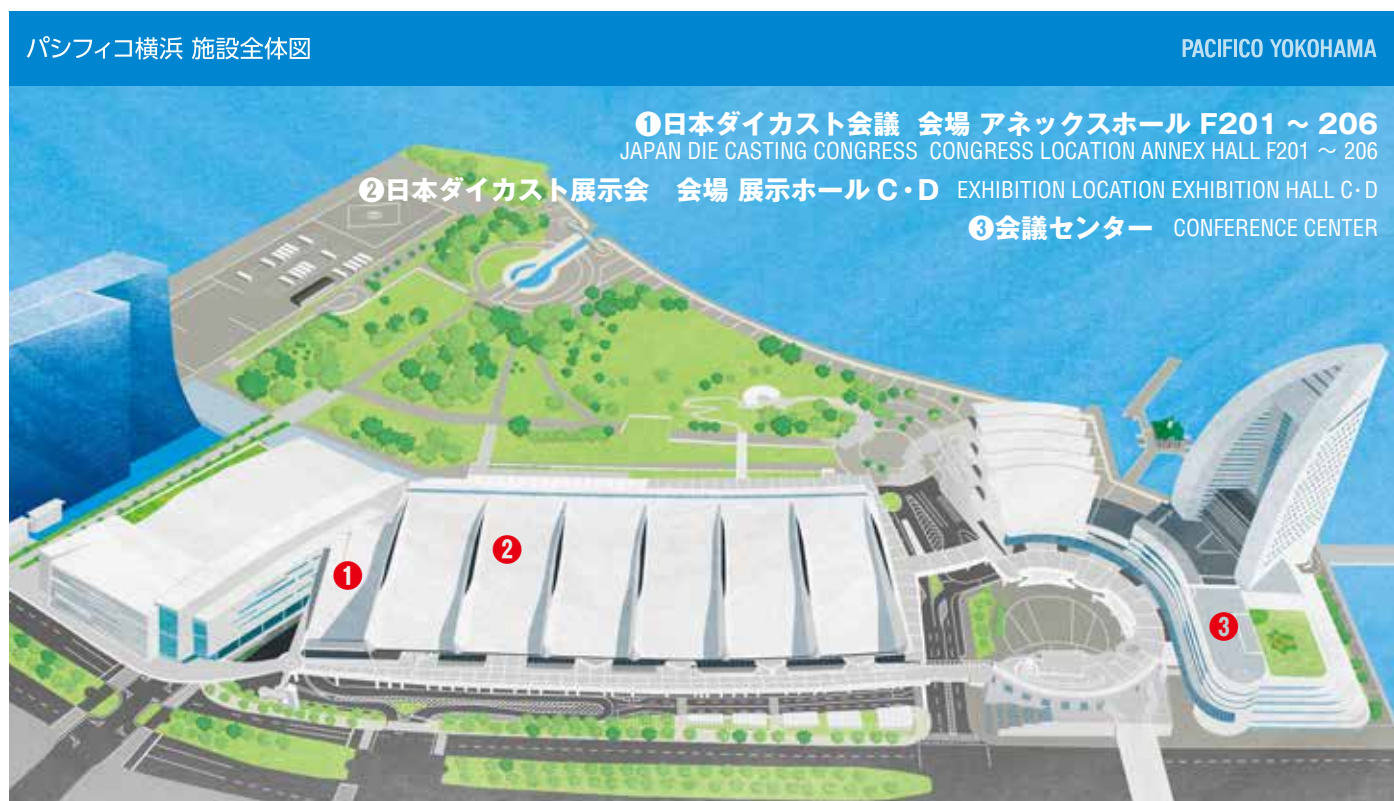 パシフィコ横浜 施設全体図
PACIFICO YOKOHAMA
❶日本ダイカスト会議 会場 アネックスホール F201 ～ 206
JAPAN DIE CASTING CONGRESS CONGRESS LOCATION ANNEX HALL F201 ～ 206
❷日本ダイカスト展示会 会場 展示ホール C・D EXHIBITION LOCATION EXHIBITION HALL C・D
❸会議センター CONFERENCE CENTER
❶
❷
❸